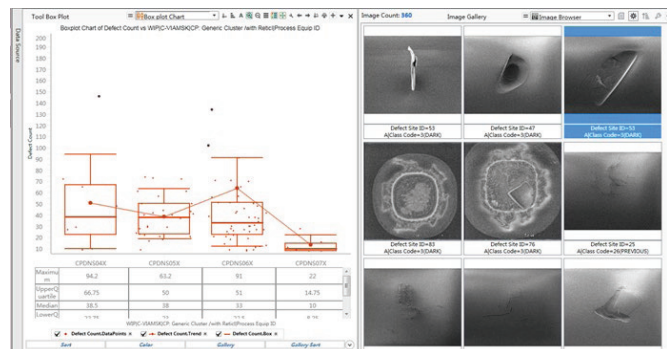 Tool Box Plot
Box plot Chart
Data Source
Boxplot Chart of Defect Count vs WIP|C-VIAMSK|CP: Generic Cluster /with Reticl|Process Equip ID
Defect Count
200
190
180
170
160
150
140
130
120
110
100
90
80
70
60
50
40
30
20
10
CPDNS04X CPDNS05X CPDNS06X CPDNS07X
Maximum 94.2 63.2 91 22
UpperQuartile 66.75 50 51 14.75
Median 38.5 38 33 10
LowerQ
WIP|C-VIAMSK|CP: Generic Cluster /with Reticl|Process Equip ID
Defect Count.DataPoints Defect Count.Trend Defect Count.Box
Sort Color Gallery Gallery Sort
Image Count: 560 Image Gallery Image Browser
Defect Site ID=53
A|Class Code=3(DARK)
Defect Site ID=47
A|Class Code=3(DARK)
Defect Site ID=53
A|Class Code=3(DARK)
Defect Site ID=83
A|Class Code=3(DARK)
Defect Site ID=76
A|Class Code=3(DARK)
Defect Site ID=25
A|Class Code=26(PREVIOUS)